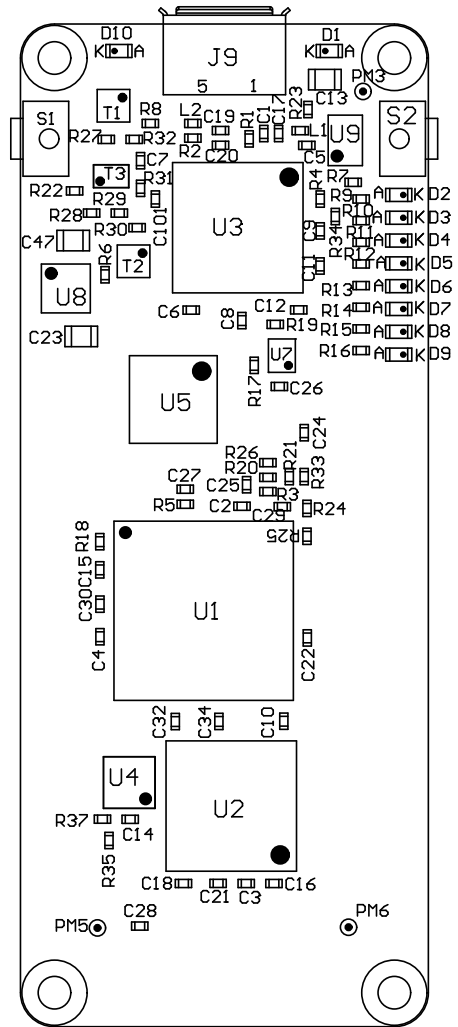 D10 D1
K A K A
J9
5 1
PM3
C13
R23
S1 T1 R8 L2 C19 R1 C1 C17 L1 U9 S2
R27 R32 R2 C20 C5
C7
T3 R31 R4 R7
R22 R29 R9 A K D2
R28 C101 U3 R10 A K D3
R30 C9 R34 R11 A K D4
C47 R6 T2 C11 R12 A K D5
U8 R13 A K D6
C6 C8 C12 R14 A K D7
C23 R19 R15 A K D8
U7 R16 A K D9
R17 C26
U5
C24
R26 R21
C27 R20 R33
C25 R3
R5 C2 C29 R24
R18 R25
C15
C30 U1
C4 C22
C32 C34 C10
U4
U2
R37 C14
R35
C18 C21 C3 C16
PM5 C28 PM6